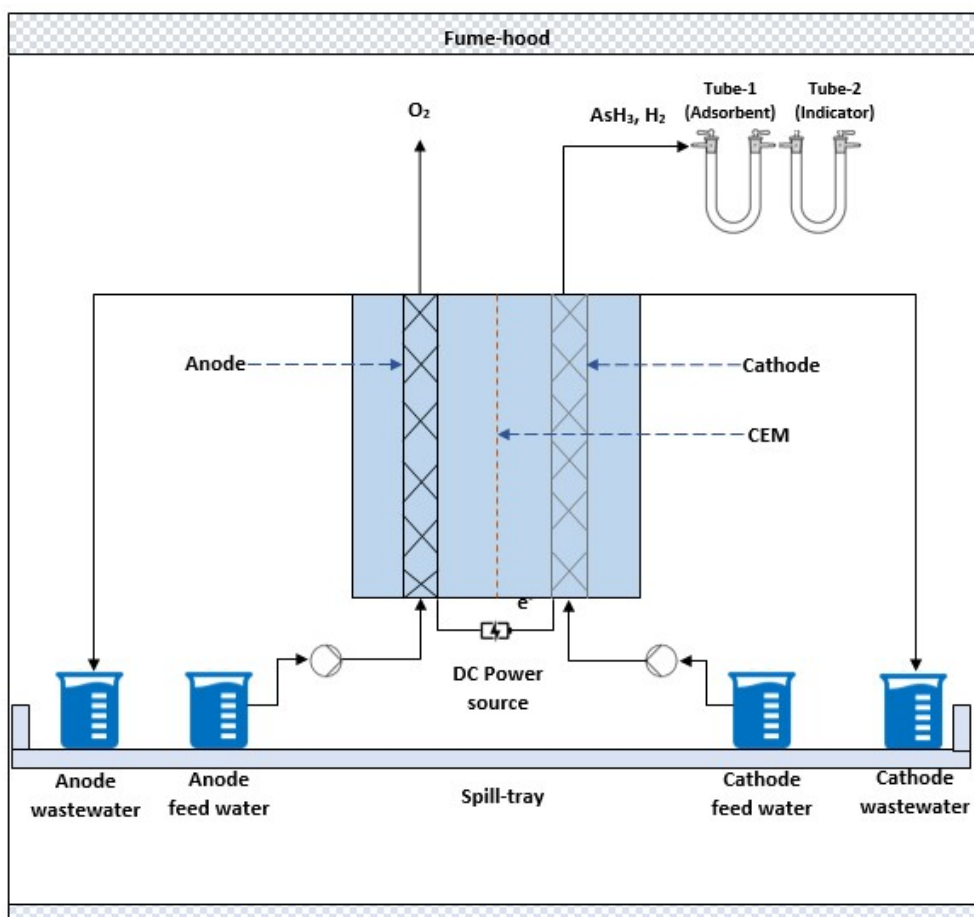 Fume-hood
O₂
AsH₃, H₂
Tube-1
(Adsorbent)
Tube-2
(Indicator)
Anode
Cathode
CEM
e⁻
DC Power
source
Anode
wastewater
Anode
feed water
Spill-tray
Cathode
feed water
Cathode
wastewater